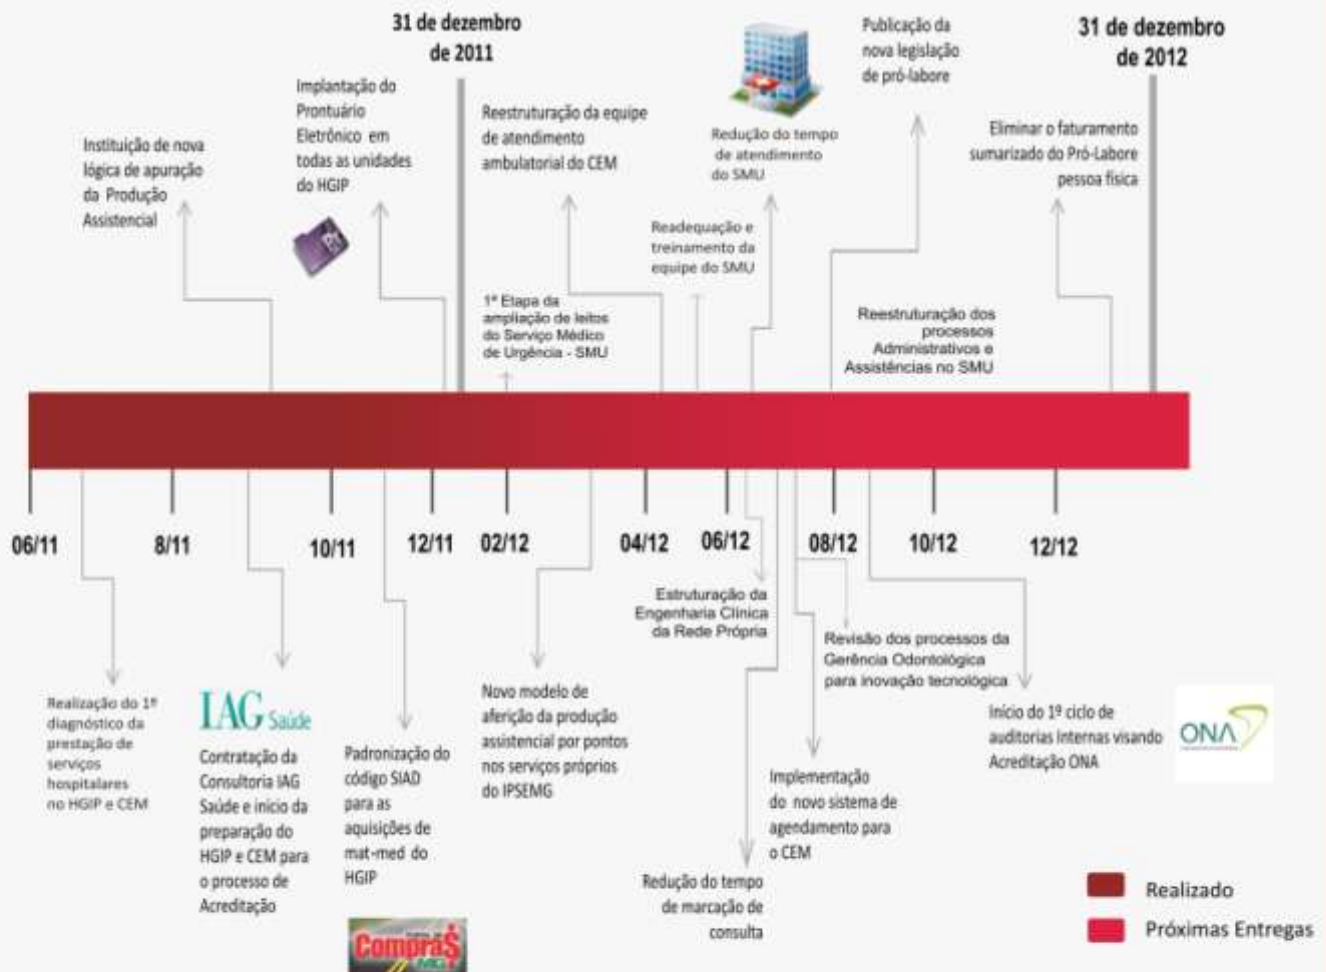 31 de dezembro
de 2011
31 de dezembro
de 2012
Instituição de nova
lógica de apuração
da Produção
Assistencial
Implantação do
Prontuário
Eletrônico em
todas as unidades
do HGIP
Reestruturação da equipe
de atendimento
ambulatorial do CEM
1ª Etapa da
ampliação de leitos
do Serviço Médico
de Urgência - SMU
Readequação e
treinamento da
equipe do SMU
Redução do tempo
de atendimento
do SMU
Publicação da
nova legislação
de pró-labore
Reestruturação dos
processos
Administrativos e
Assistências no SMU
Eliminar o faturamento
sumarizado do Pró-Labore
pessoa física
06/11
8/11
10/11
12/11
02/12
04/12
06/12
08/12
10/12
12/12
Realização do 1º
diagnóstico da
prestação de
serviços
hospitalares
no HGIP e CEM
IAG Saúde
Contratação da
Consultoria IAG
Saúde e início da
preparação do
HGIP e CEM para
o processo de
Acreditação
Padronização do
código SIAD
para as
aquisições de
mat-med do
HGIP
Compra$
MG
Novo modelo de
aferição da produção
assistencial por pontos
nos serviços próprios
do IPSEMG
Estruturação da
Engenharia Clínica
da Rede Própria
Redução do tempo
de marcação de
consulta
Implementação
do novo sistema de
agendamento para
o CEM
Revisão dos processos da
Gerência Odontológica
para inovação tecnológica
Início do 1º ciclo de
auditorias Internas visando
Acreditação ONA
ONA
Realizado
Próximas Entregas